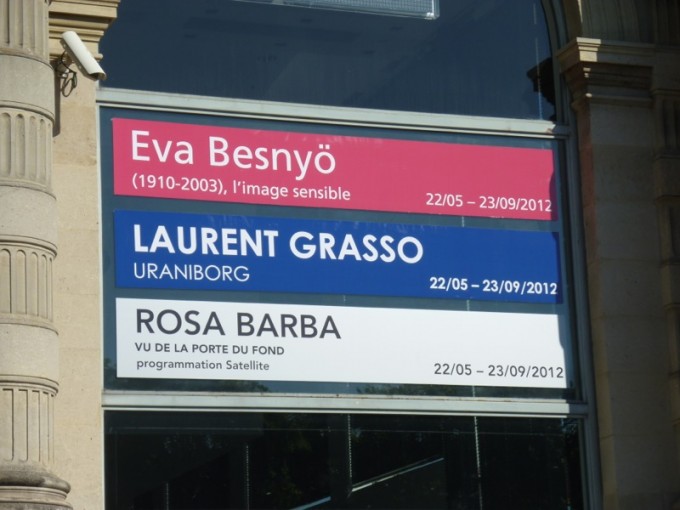 Eva Besnyö
(1910-2003), l'image sensible
22/05 – 23/09/2012
LAURENT GRASSO
URANIBORG
22/05 – 23/09/2012
ROSA BARBA
VU DE LA PORTE DU FOND
programmation Satellite
22/05 – 23/09/2012